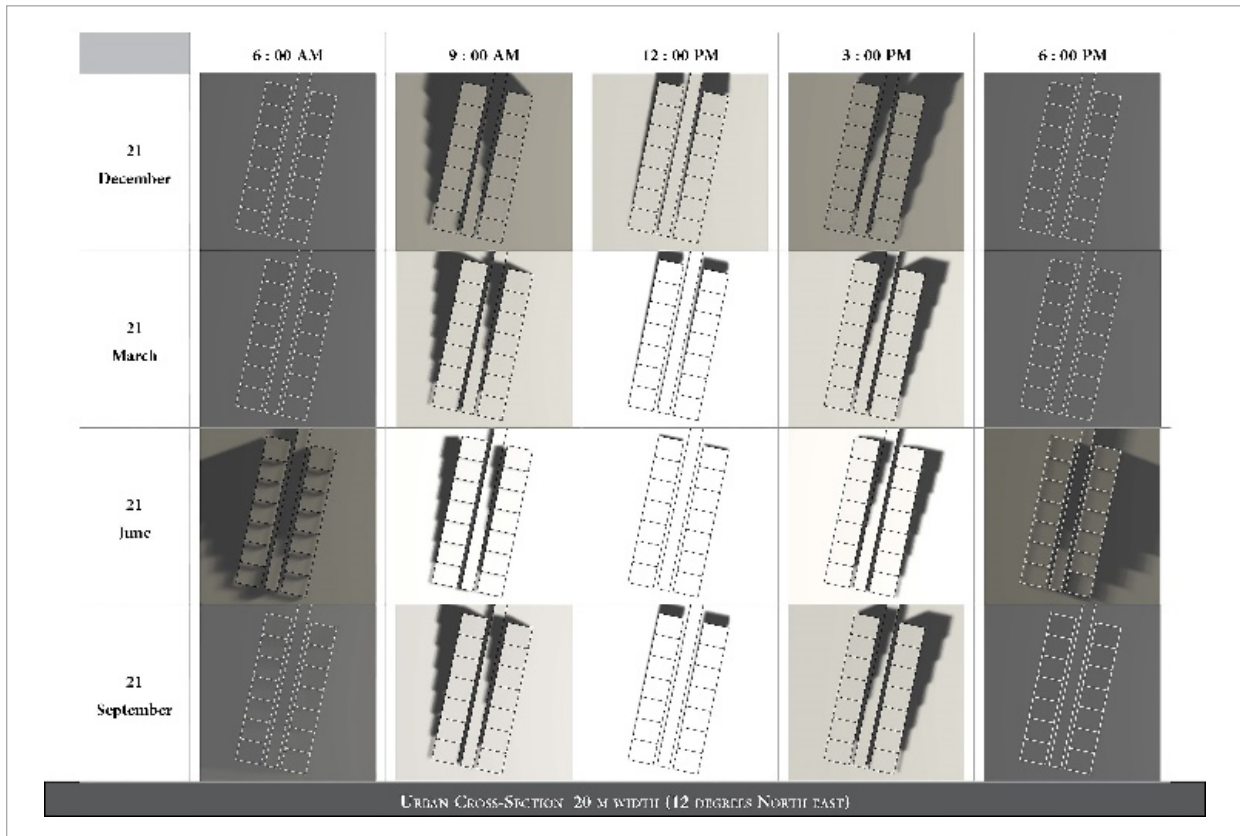 6:00 AM 9:00 AM 12:00 PM 3:00 PM 6:00 PM
21
December
21
March
21
June
21
September
URBAN CROSS-SECTION 20 M WIDTH (12 DEGREES NORTH EAST)